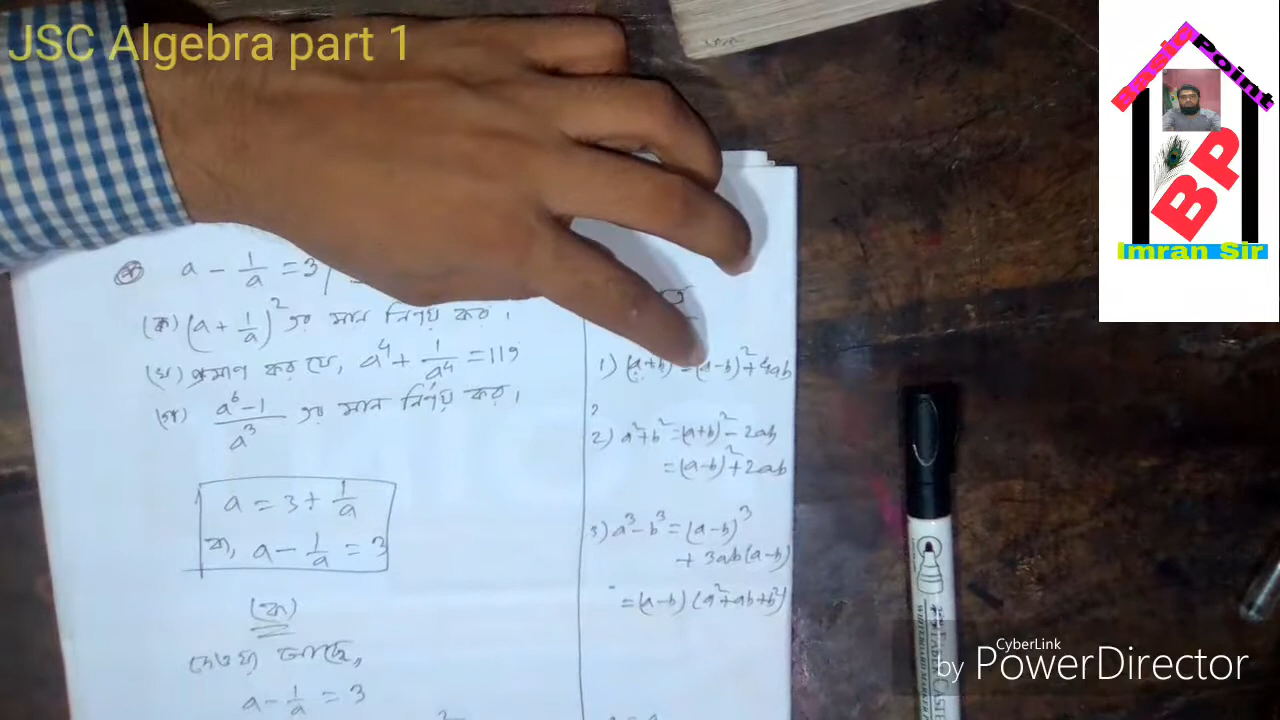 JSC Algebra part 1
Basic Point
BP
Imran Sir
a - 1/a = 3
(ক) (a + 1/a)² এর মান নির্ণয় কর।
(খ) প্রমাণ কর যে, a⁴ + 1/a⁴ = 119
(গ) (a⁶-1)/a³ এর মান নির্ণয় কর।
a = 3 + 1/a
বা, a - 1/a = 3
(ক)
দেওয়া আছে,
a - 1/a = 3
1) (a+b)² = (a-b)² + 4ab
2) a² + b² = (a+b)² - 2ab
= (a-b)² + 2ab
3) a³ - b³ = (a-b)³
+ 3ab(a-b)
= (a-b) (a² + ab + b²)
CyberLink
by PowerDirector